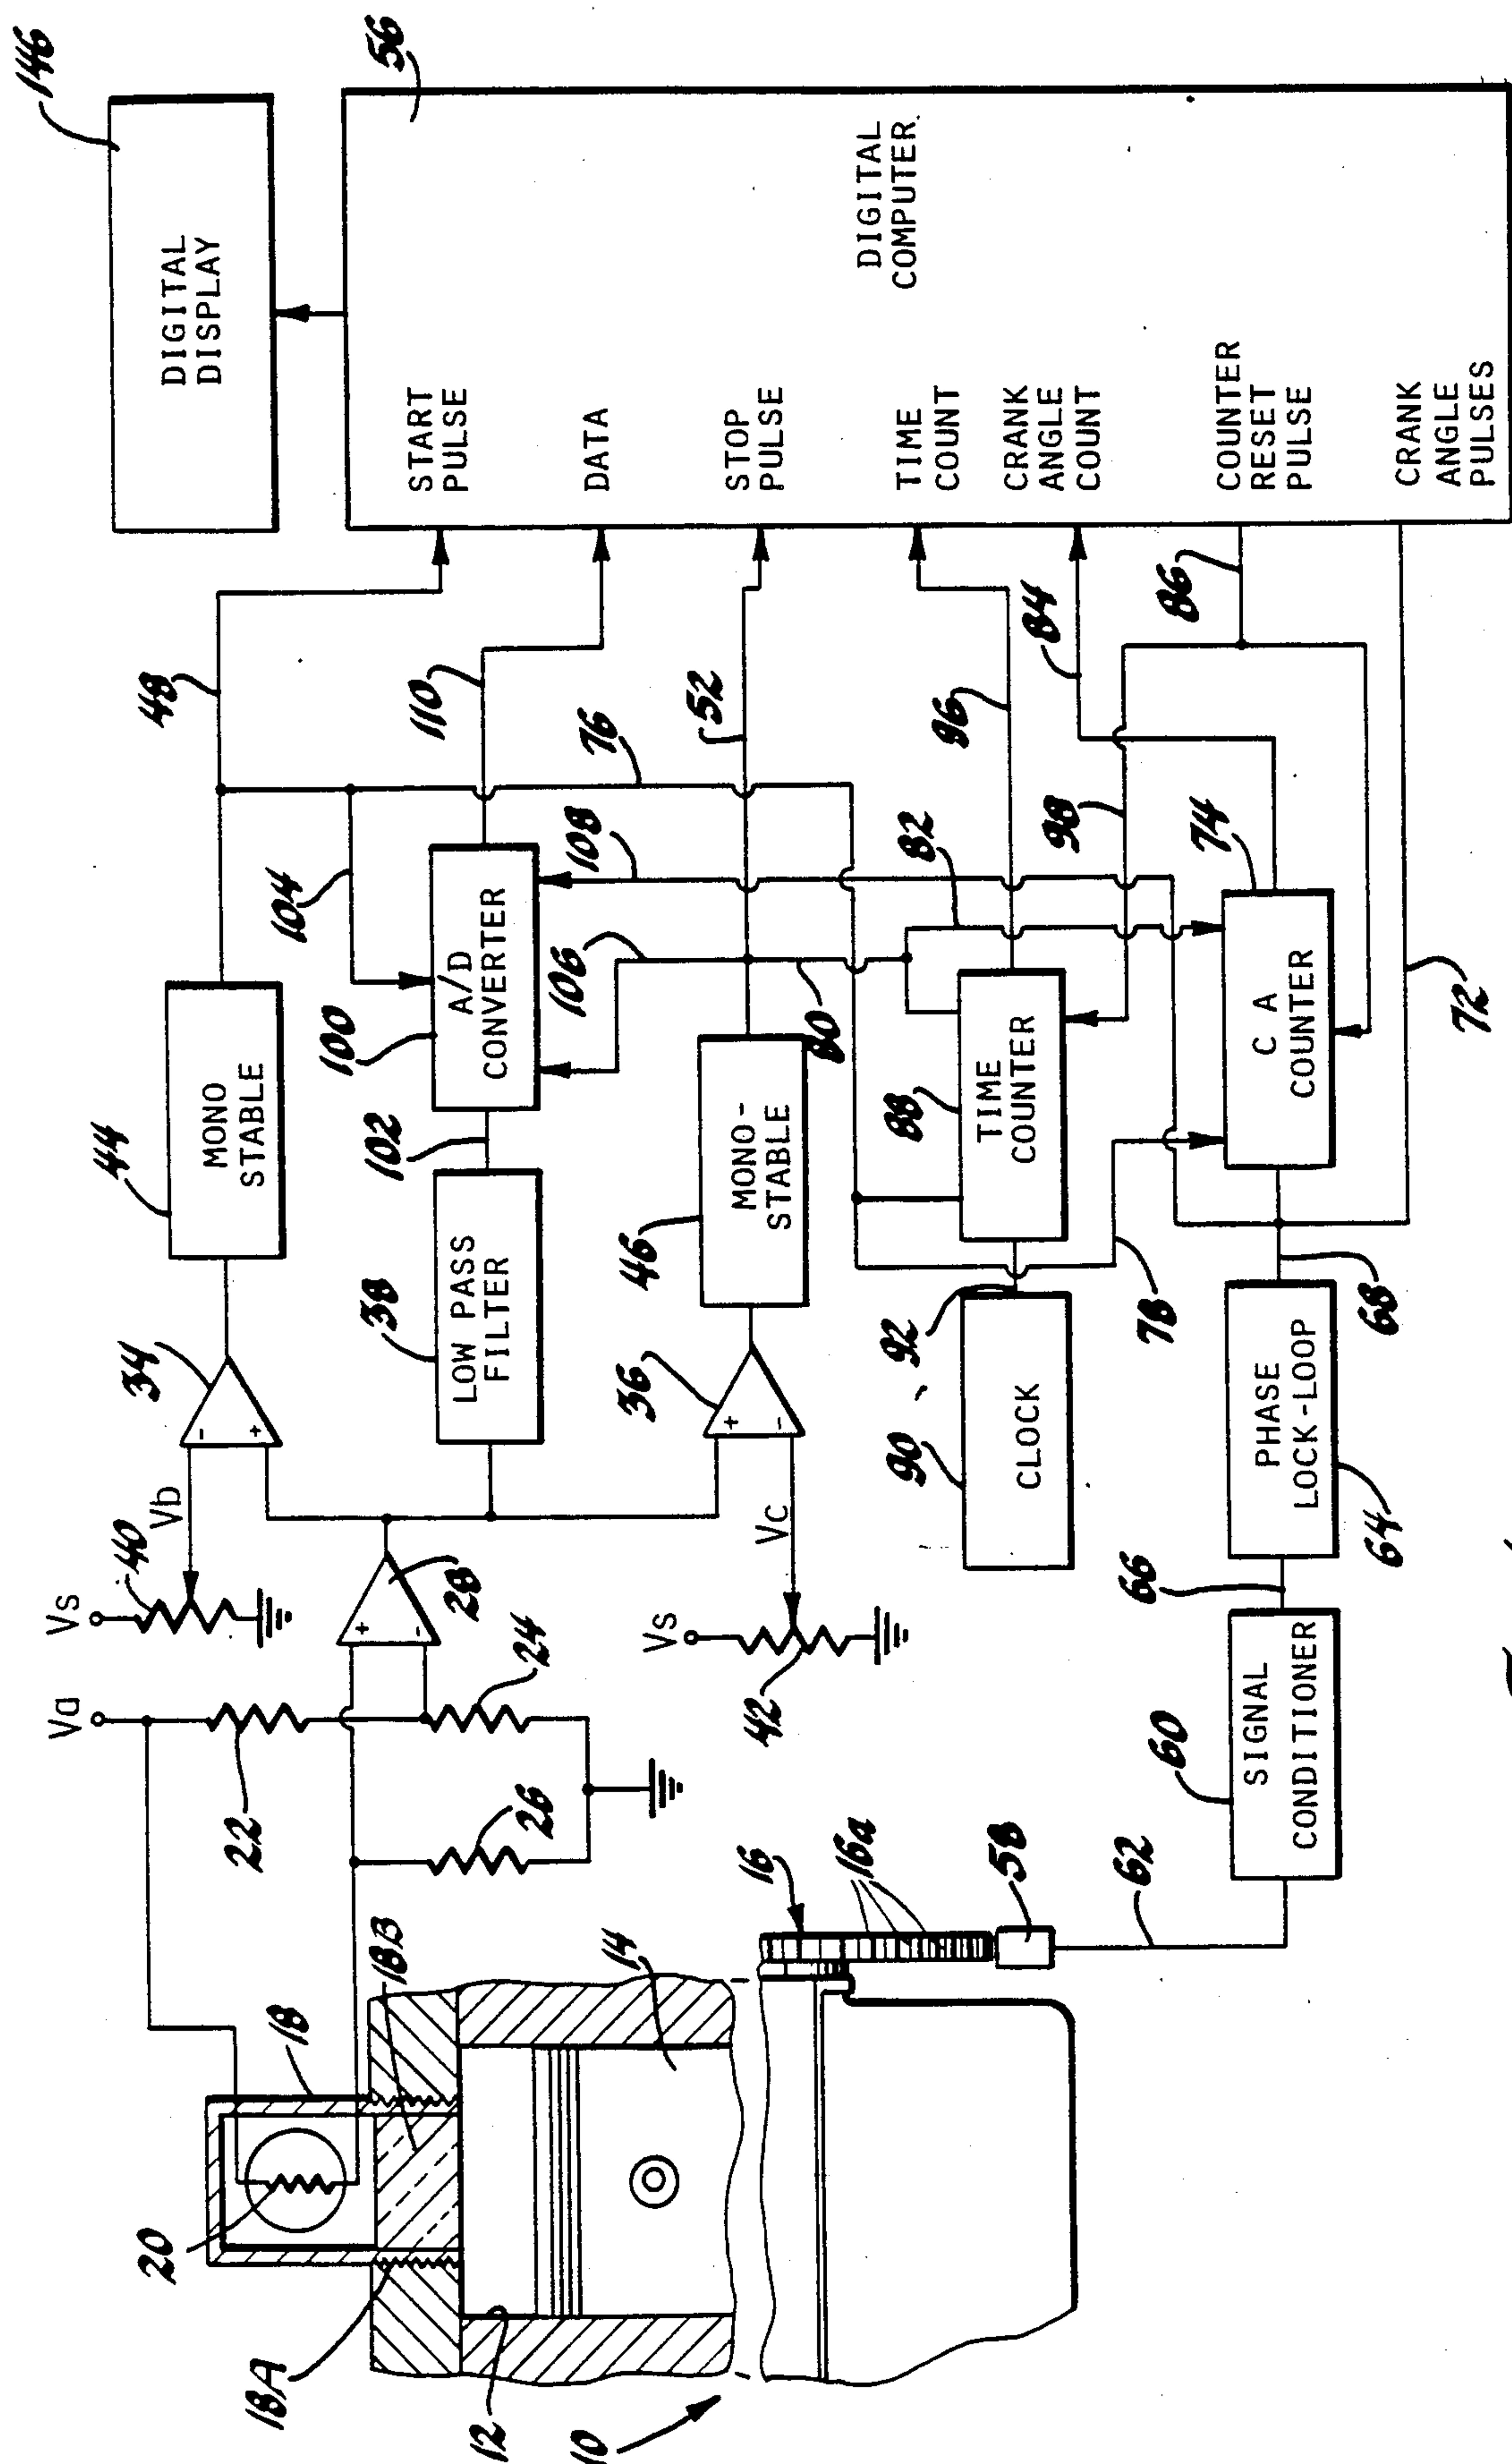 146
56
DIGITAL
DISPLAY
DIGITAL
COMPUTER
START
PULSE
DATA
STOP
PULSE
TIME
COUNT
CRANK
ANGLE
COUNT
COUNTER
RESET
PULSE
CRANK
ANGLE
PULSES
48
110
76
52
96
84
86
98
104
108
82
74
72
106
80
78
100
102
44
MONO
STABLE
A/D
CONVERTER
46
MONO-
STABLE
88
TIME
COUNTER
C A
COUNTER
34
-
+
38
LOW PASS
FILTER
36
+
-
92
90
CLOCK
68
PHASE
LOCK-LOOP
64
66
Vs
40
Vb
28
+
-
Vs
42
Vc
Va
22
24
26
60
SIGNAL
CONDITIONER
62
58
16
16a
18
18B
14
20
18A
12
10